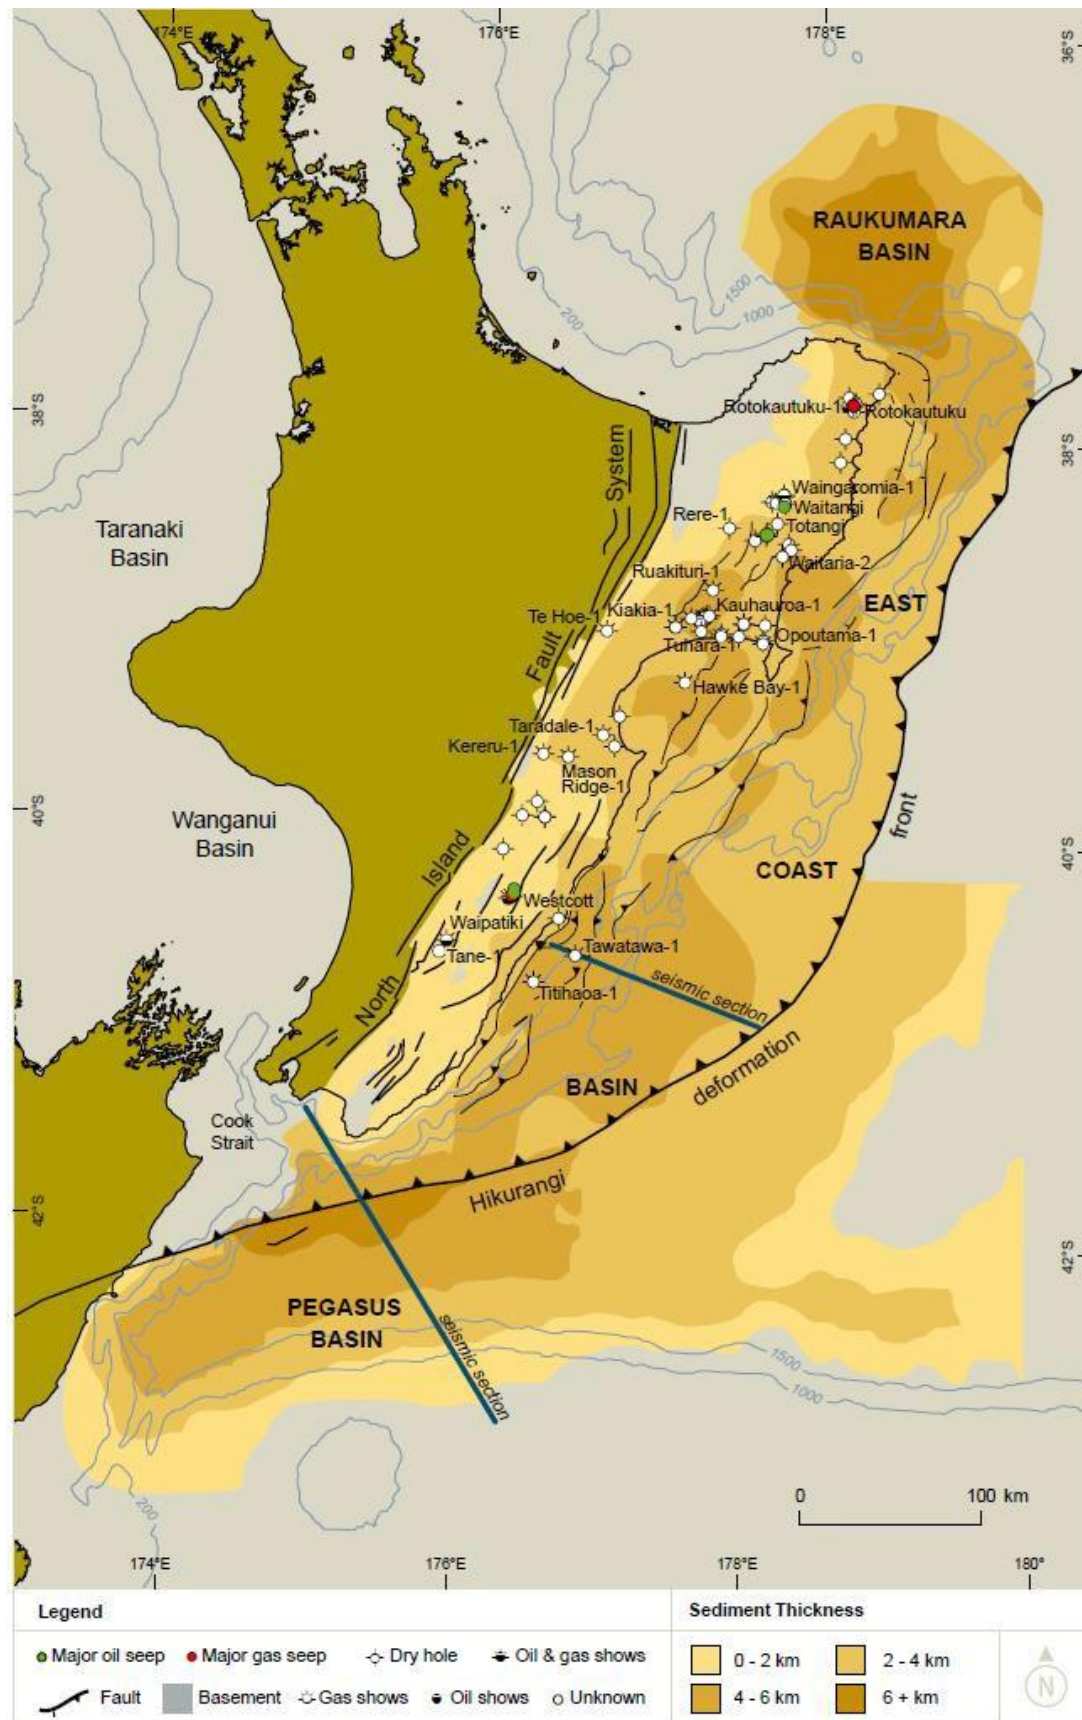 174°E
176°E
178°E
36°S
RAUKUMARA
BASIN
1500
1000
200
38°S
Rotokautuku-1
Rotokautuku
38°S
System
Waingaromia-1
Waitangi
Rere-1
Totangi
Taranaki
Basin
Waitaria-2
Ruakituri-1
EAST
Te Hoe-1
Kiakia-1
Kauhauroa-1
Tuhara-1
Opoutama-1
Fault
Hawke Bay-1
Taradale-1
Kereru-1
Mason
Ridge-1
40°S
Wanganui
Basin
front
40°S
Island
COAST
Westcott
Waipatiki
Tane-1
Tawatawa-1
North
Titihaoa-1
seismic section
deformation
BASIN
Cook
Strait
Hikurangi
42°S
42°S
PEGASUS
BASIN
seismic section
1500
1000
200
0 100 km
174°E
176°E
178°E
180°
Legend
Major oil seep
Major gas seep
Dry hole
Oil & gas shows
Fault
Basement
Gas shows
Oil shows
Unknown
Sediment Thickness
0 - 2 km
2 - 4 km
4 - 6 km
6 + km
N